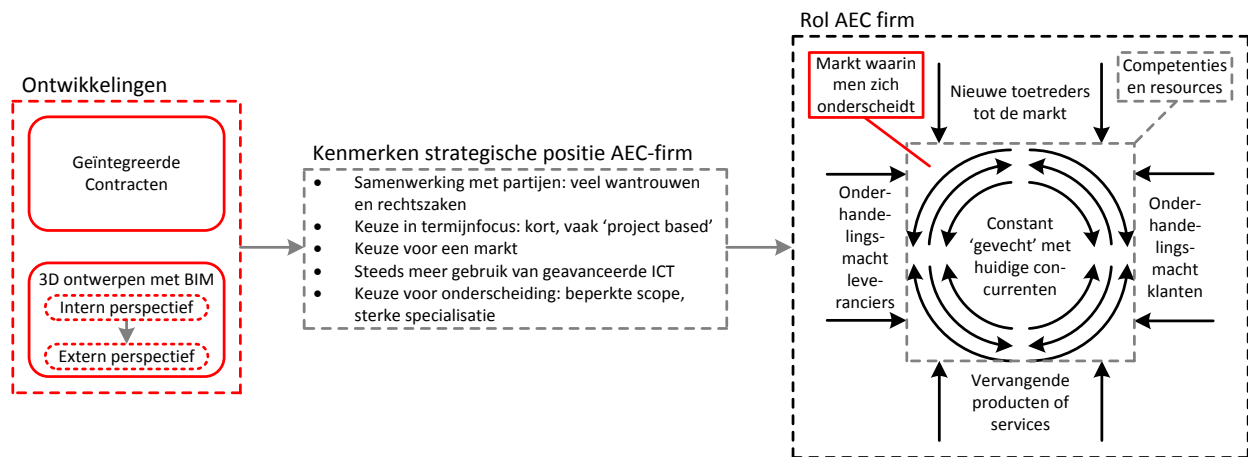 Ontwikkelingen
Geïntegreerde
Contracten
3D ontwerpen met BIM
Intern perspectief
Extern perspectief
Kenmerken strategische positie AEC-firm
• Samenwerking met partijen: veel wantrouwen
en rechtszaken
• Keuze in termijnfocus: kort, vaak ‘project based’
• Keuze voor een markt
• Steeds meer gebruik van geavanceerde ICT
• Keuze voor onderscheiding: beperkte scope,
sterke specialisatie
Rol AEC firm
Markt waarin
men zich
onderscheidt
Nieuwe toetreders
tot de markt
Competenties
en resources
Onder-
hande-
lings-
macht
leve-
ranciers
Constant
‘gevecht’ met
huidige con-
currenten
Onder-
hande-
lings-
macht
klanten
Vervangende
producten of
services